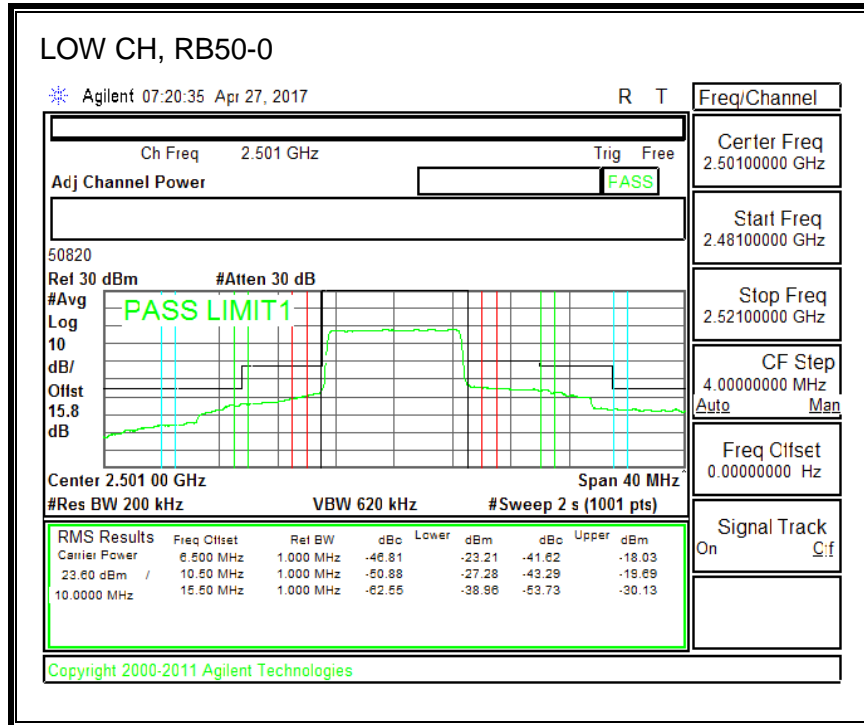 LOW CH, RB50-0
Agilent 07:20:35 Apr 27, 2017 R T
Freq/Channel
Ch Freq 2.501 GHz Trig Free
Adj Channel Power PASS
Center Freq
2.50100000 GHz
Start Freq
2.48100000 GHz
Stop Freq
2.52100000 GHz
CF Step
4.00000000 MHz
Auto Man
Freq Offset
0.00000000 Hz
Signal Track
On Off
50820
Ref 30 dBm #Atten 30 dB
#Avg
Log
10
dB/
Offst
15.8
dB
PASS LIMIT1
Center 2.501 00 GHz Span 40 MHz
#Res BW 200 kHz VBW 620 kHz #Sweep 2 s (1001 pts)
RMS Results Freq Offset Ref BW dBc Lower dBm dBc Upper dBm
Carrier Power 6.500 MHz 1.000 MHz -46.81 -23.21 -41.62 -18.03
23.60 dBm / 10.50 MHz 1.000 MHz -50.88 -27.28 -43.29 -19.69
10.0000 MHz 15.50 MHz 1.000 MHz -62.55 -38.96 -53.73 -30.13
Copyright 2000-2011 Agilent Technologies